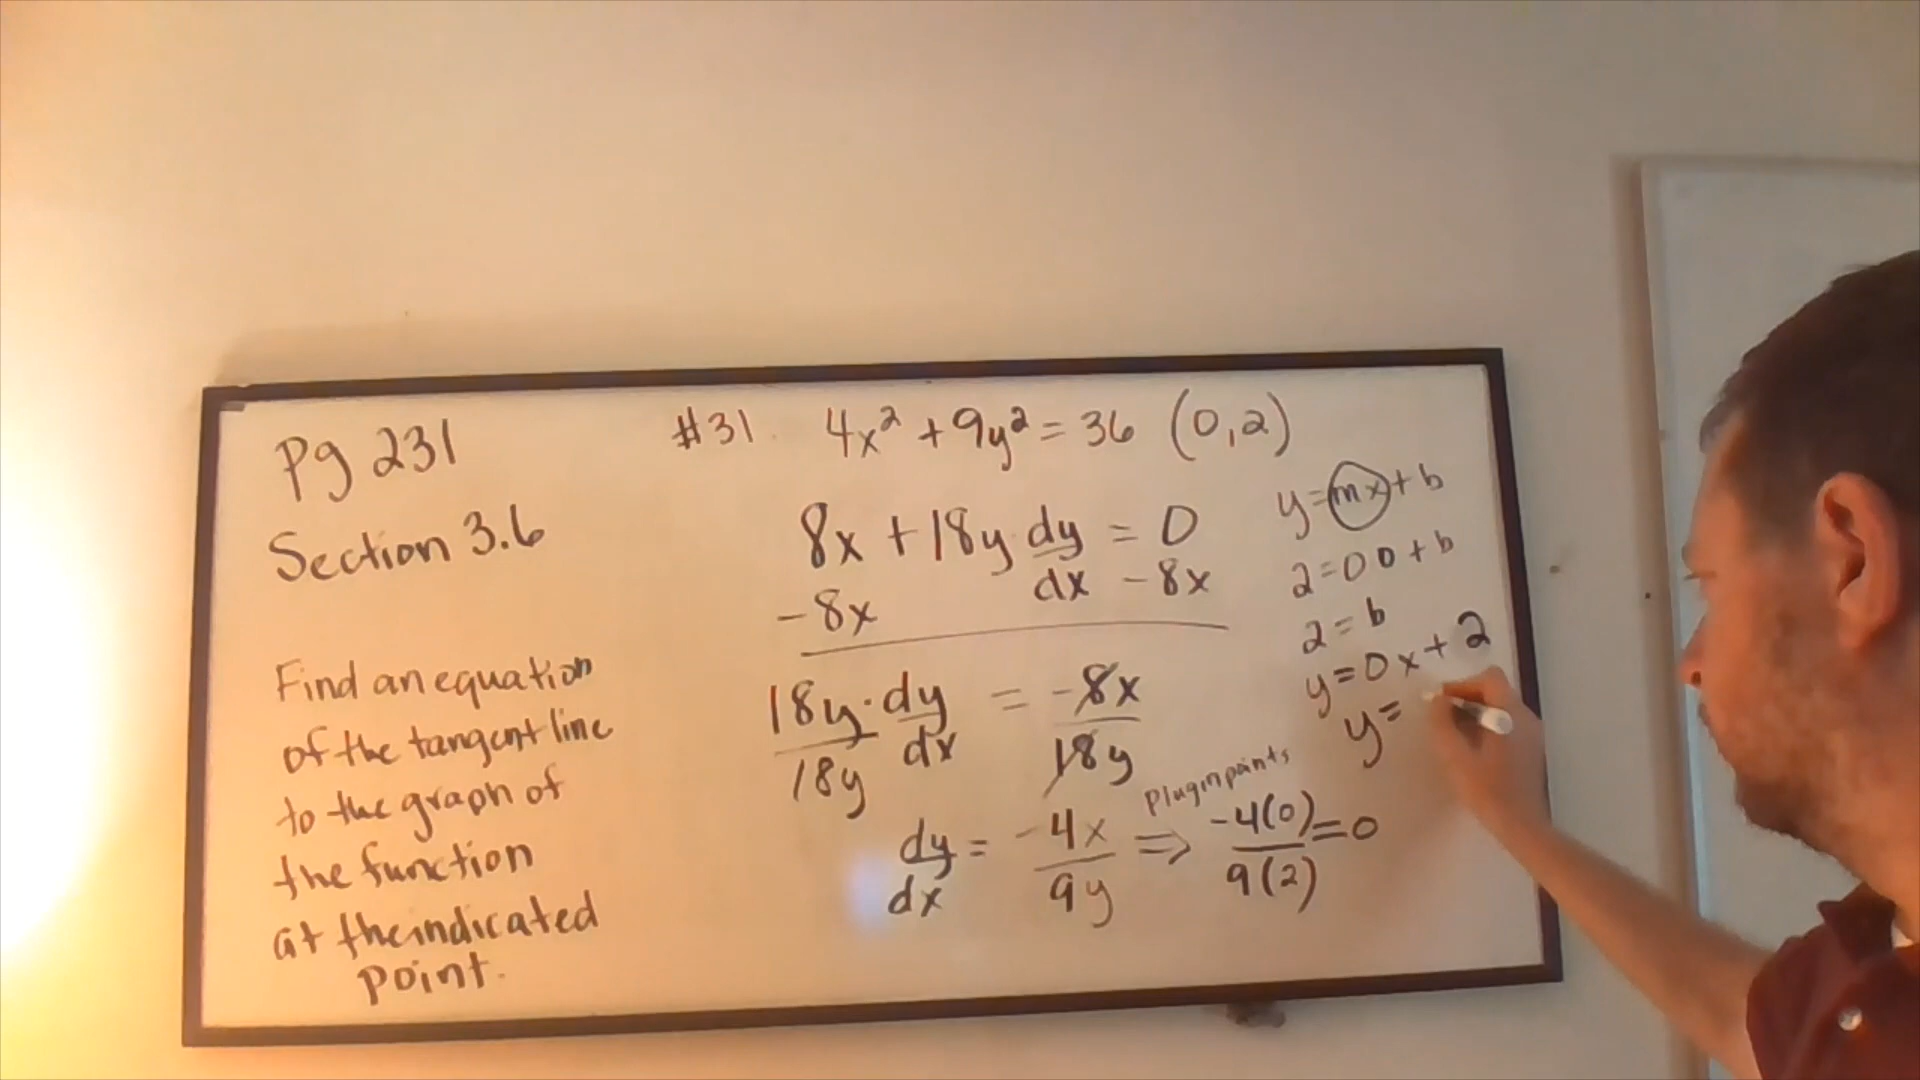 Pg 231
Section 3.6
Find an equation
of the tangent line
to the graph of
the function
at the indicated
point.
#31. 4x² + 9y² = 36 (0,2)
8x + 18y dy/dx = 0
-8x -8x
18y · dy/dx / 18y = -8x / 18y
dy/dx = -4x / 9y ⇒ -4(0) / 9(2) = 0
Plug in points
y = mx + b
2 = 0 0 + b
2 = b
y = 0x + 2
y =